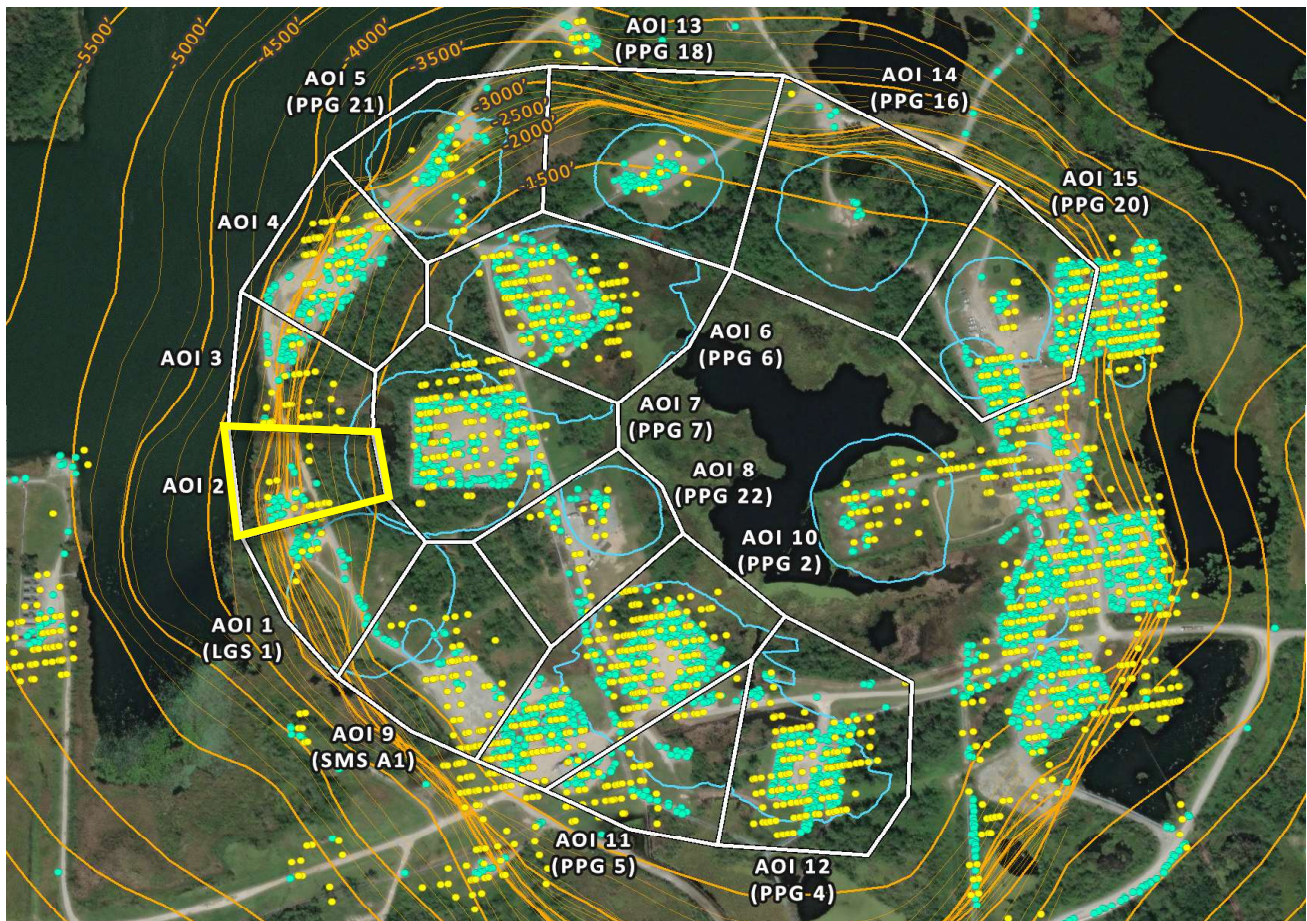 -5500'
-5000'
-4500'
-4000'
-3500'
-3000'
-2500'
-2000'
-1500'
AOI 13
(PPG 18)
AOI 5
(PPG 21)
AOI 14
(PPG 16)
AOI 15
(PPG 20)
AOI 4
AOI 3
AOI 6
(PPG 6)
AOI 7
(PPG 7)
AOI 2
AOI 8
(PPG 22)
AOI 10
(PPG 2)
AOI 1
(LGS 1)
AOI 9
(SMS A1)
AOI 11
(PPG 5)
AOI 12
(PPG 4)